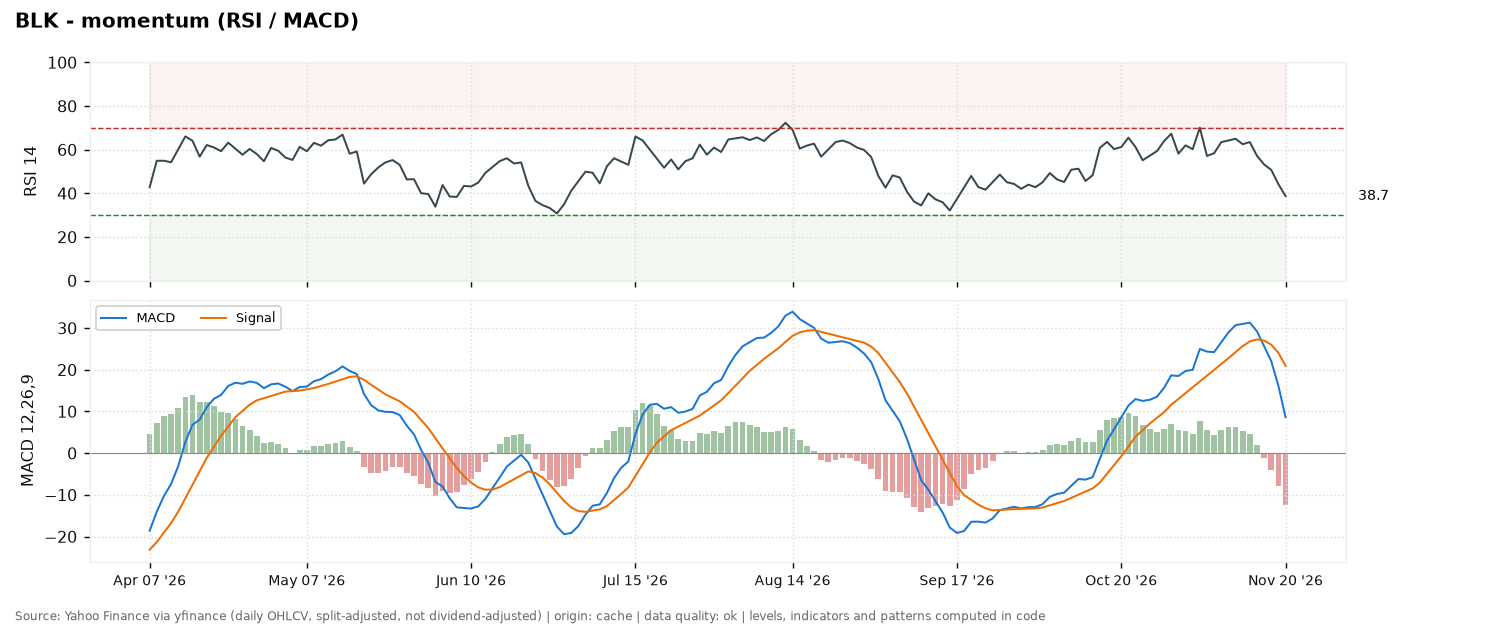 BLK - momentum (RSI / MACD)
100
80
60
40
20
0
RSI 14
38.7
MACD
Signal
30
20
10
0
−10
−20
MACD 12,26,9
Apr 07 '26
May 07 '26
Jun 10 '26
Jul 15 '26
Aug 14 '26
Sep 17 '26
Oct 20 '26
Nov 20 '26
Source: Yahoo Finance via yfinance (daily OHLCV, split-adjusted, not dividend-adjusted) | origin: cache | data quality: ok | levels, indicators and patterns computed in code